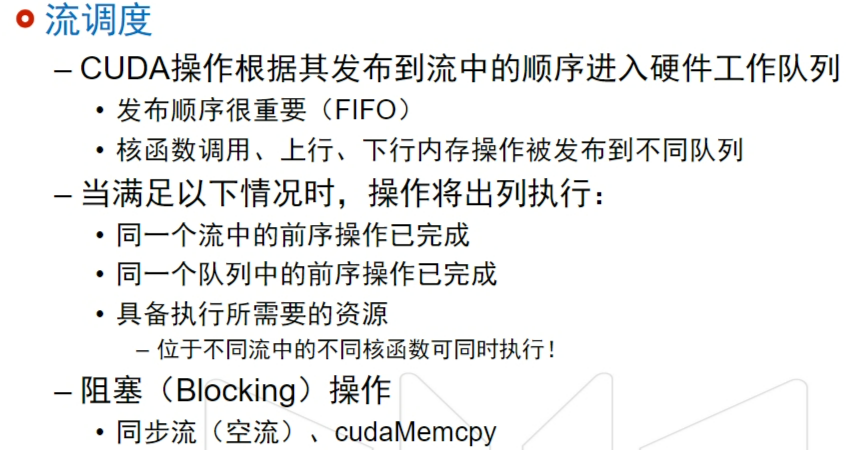 流调度
– CUDA操作根据其发布到流中的顺序进入硬件工作队列
• 发布顺序很重要（FIFO）
• 核函数调用、上行、下行内存操作被发布到不同队列
– 当满足以下情况时，操作将出列执行：
• 同一个流中的前序操作已完成
• 同一个队列中的前序操作已完成
• 具备执行所需要的资源
– 位于不同流中的不同核函数可同时执行！
– 阻塞（Blocking）操作
• 同步流（空流）、cudaMemcpy